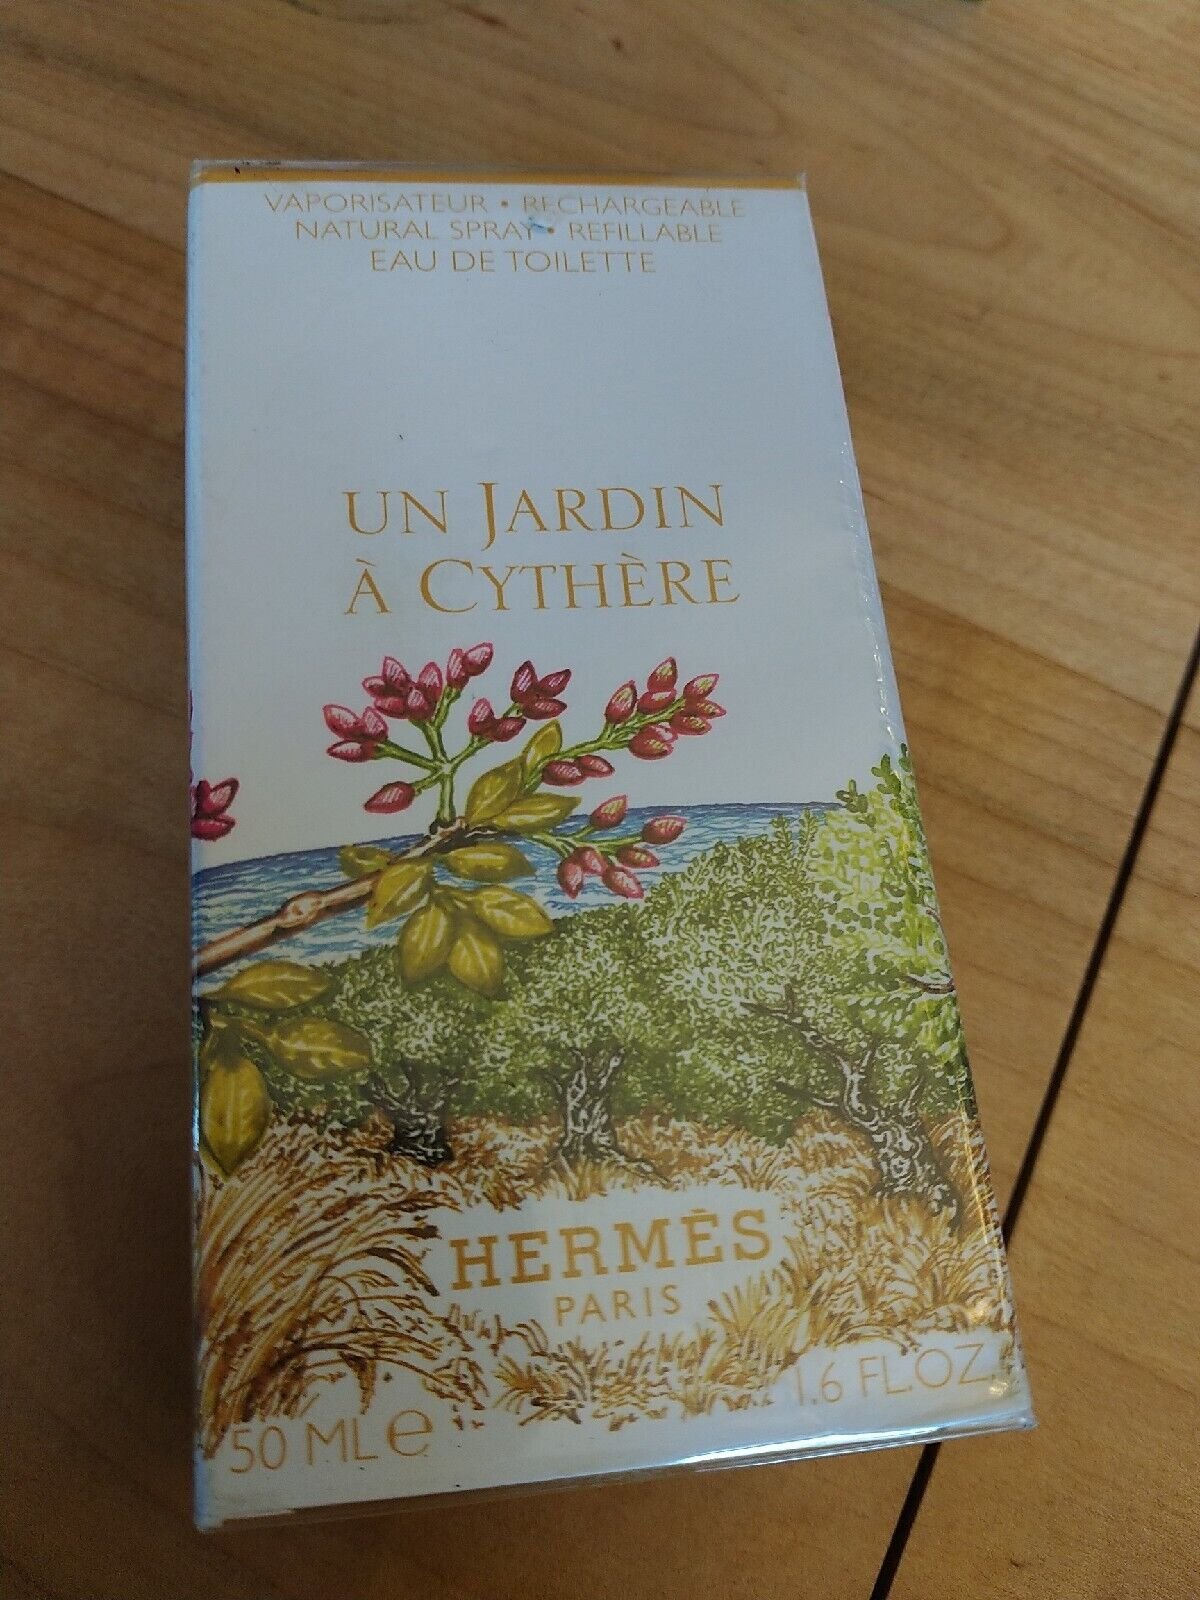 VAPORISATEUR • RECHARGEABLE
NATURAL SPRAY • REFILLABLE
EAU DE TOILETTE
UN JARDIN
À CYTHÈRE
HERMÈS
PARIS
50 ML e
1.6 FL.OZ.